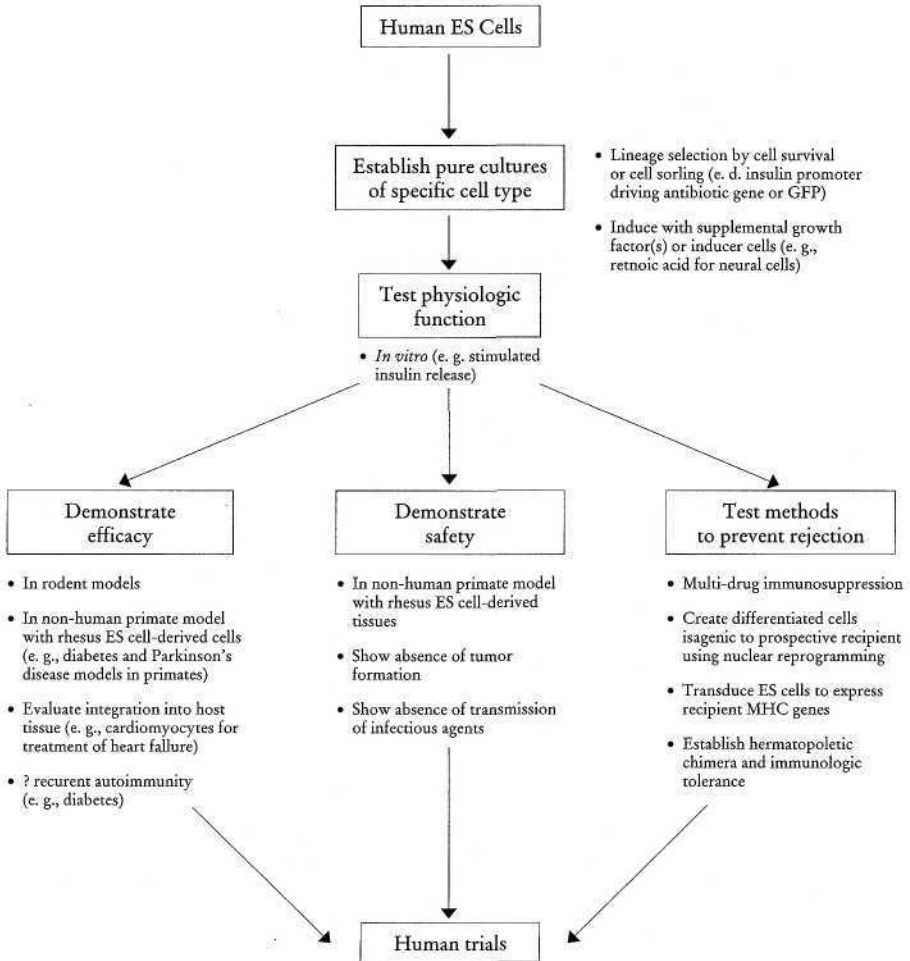 Human ES Cells
Establish pure cultures
of specific cell type
• Lineage selection by cell survival
or cell sorling (e. d. insulin promoter
driving antibiotic gene or GFP)
• Induce with supplemental growth
factor(s) or inducer cells (e. g.,
retnoic acid for neural cells)
Test physiologic
function
• In vitro (e. g. stimulated
insulin release)
Demonstrate
efficacy
• In rodent models
• In non-human primate model
with rhesus ES cell-derived cells
(e. g., diabetes and Parkinson's
disease models in primates)
• Evaluate integration into host
tissue (e. g., cardiomyocytes for
treatment of heart fallure)
• ? recurent autoimmunity
(e. g., diabetes)
Demonstrate
safety
• In non-human primate model
with rhesus ES cell-derived
tissues
• Show absence of tumor
formation
• Show absence of transmission
of infectious agents
Test methods
to prevent rejection
• Multi-drug immunosuppression
• Create differentiated cells
isagenic to prospective recipient
using nuclear reprogramming
• Transduce ES cells to express
recipient MHC genes
• Establish hermatopoletic
chimera and immunologic
tolerance
Human trials